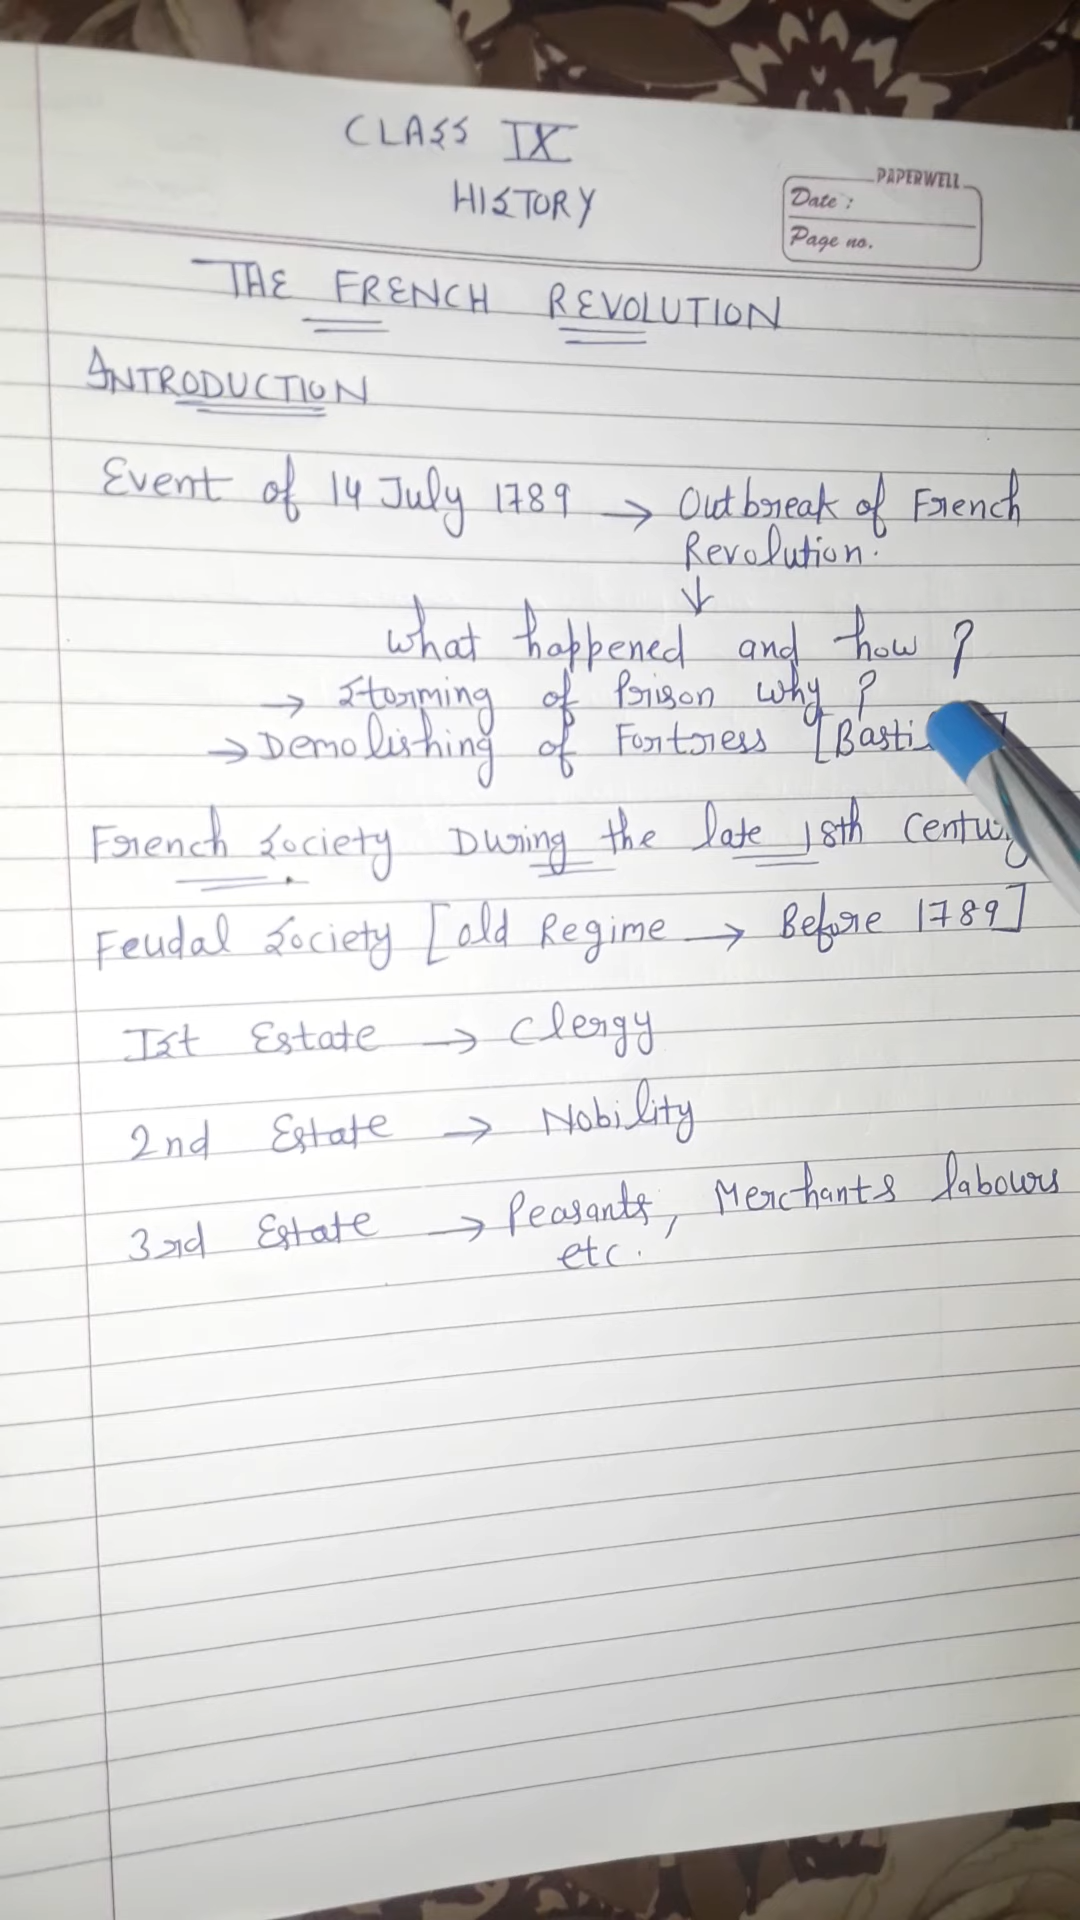 CLASS IX
HISTORY
PAPERWELL
Date :
Page no.
THE FRENCH REVOLUTION
INTRODUCTION
Event of 14 July 1789 → Outbreak of French
Revolution.
↓
What happened and how ?
→ Storming of Prison why ?
→ Demolishing of Fortress [Basti
French Society During the late 18th Centu
Feudal Society [old Regime → Before 1789]
Ist Estate → Clergy
2nd Estate → Nobility
3rd Estate → Peasants, Merchants labours
etc.